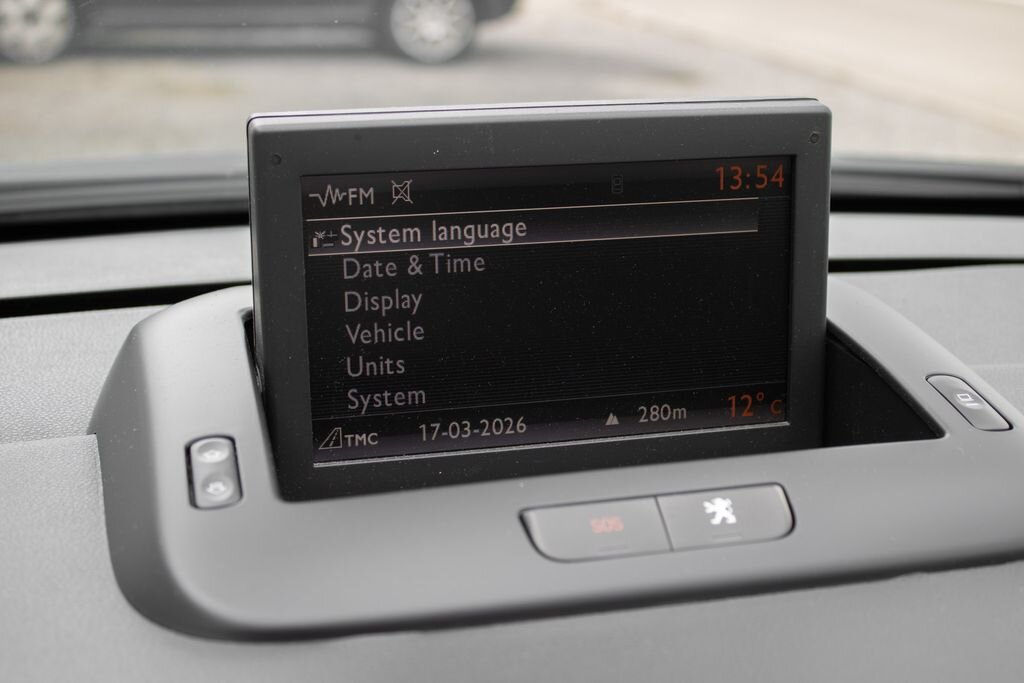 FM 13:54
System language
Date & Time
Display
Vehicle
Units
System
TMC 17-03-2026 280m 12° C
SOS